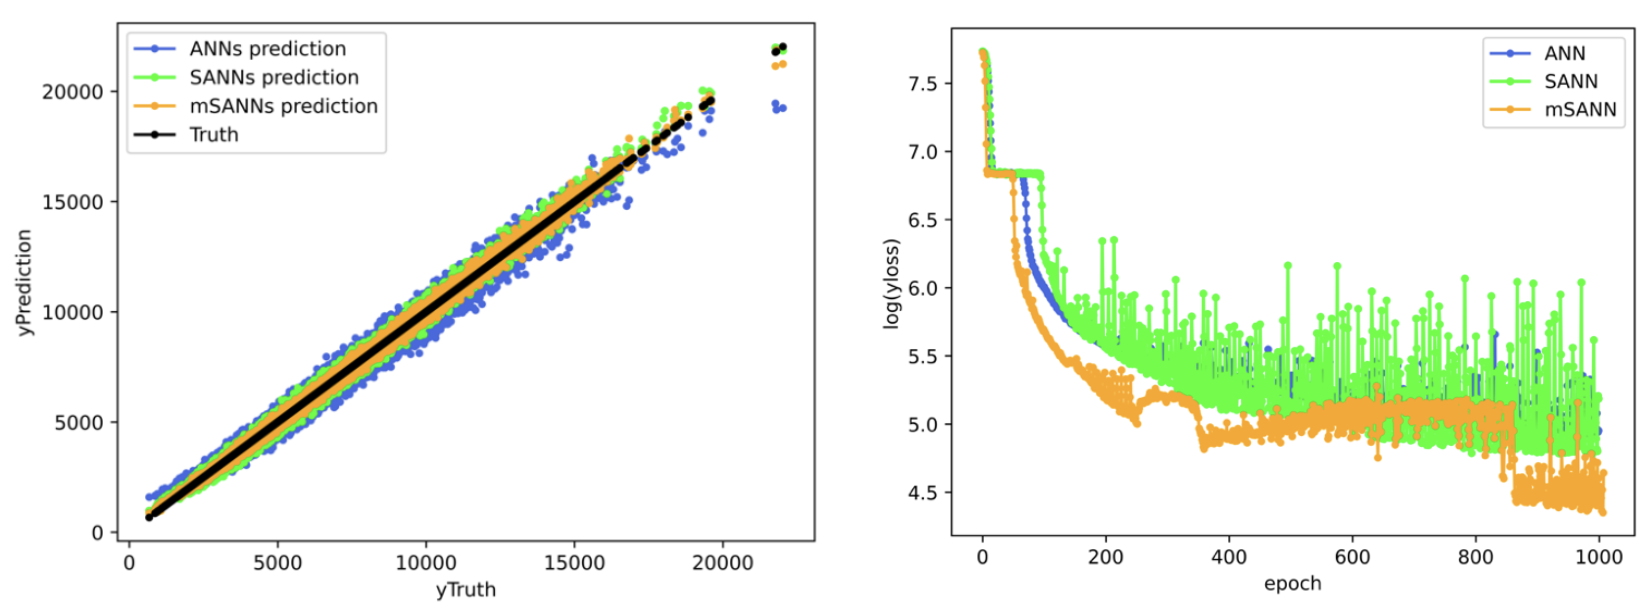 ANNs prediction
SANNs prediction
mSANNs prediction
Truth
20000
15000
10000
5000
0
yPrediction
0 5000 10000 15000 20000
yTruth
ANN
SANN
mSANN
7.5
7.0
6.5
6.0
5.5
5.0
4.5
log(yloss)
0 200 400 600 800 1000
epoch